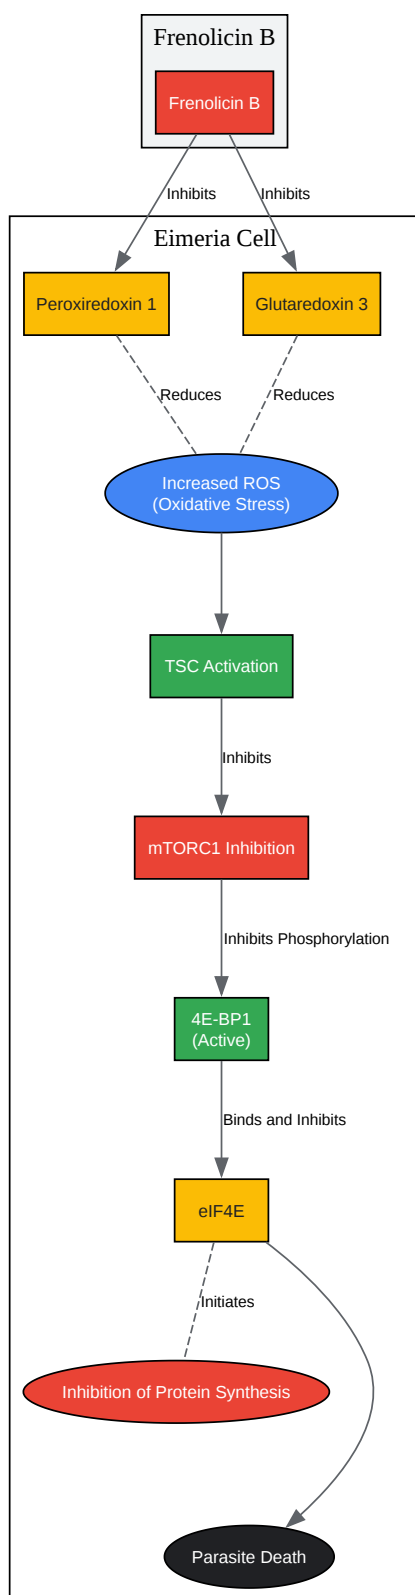 Frenolicin B
Frenolicin B
Inhibits
Inhibits
Eimeria Cell
Peroxiredoxin 1
Glutaredoxin 3
Reduces
Reduces
Increased ROS
(Oxidative Stress)
TSC Activation
Inhibits
mTORC1 Inhibition
Inhibits Phosphorylation
4E-BP1
(Active)
Binds and Inhibits
eIF4E
Initiates
Inhibition of Protein Synthesis
Parasite Death